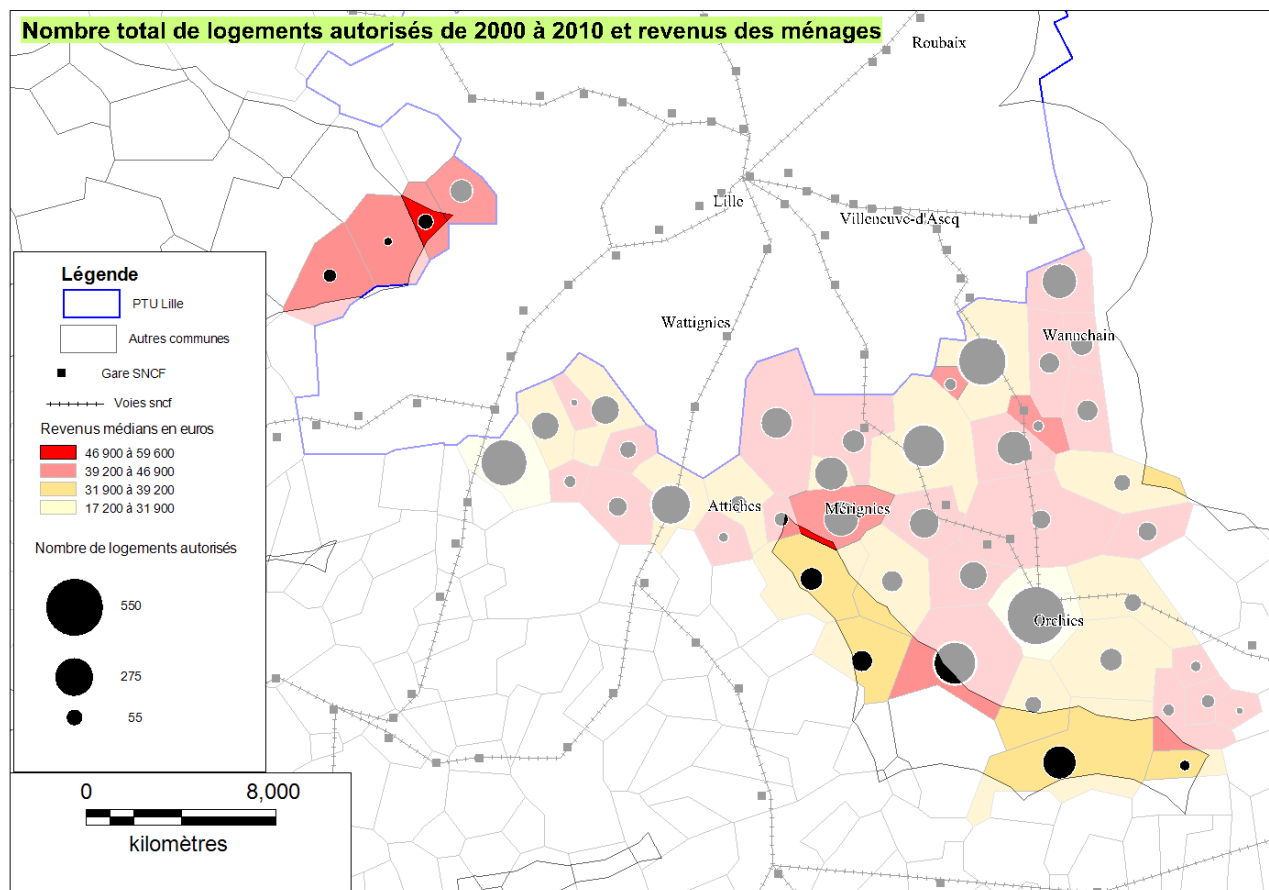 Nombre total de logements autorisés de 2000 à 2010 et revenus des ménages
Roubaix
Lille
Villeneuve-d'Ascq
Wattignies
Wannehain
Attiches
Mérignies
Orchies
Légende
PTU Lille
Autres communes
Gare SNCF
Voies sncf
Revenus médians en euros
46 900 à 59 600
39 200 à 46 900
31 900 à 39 200
17 200 à 31 900
Nombre de logements autorisés
550
275
55
0 8,000
kilomètres